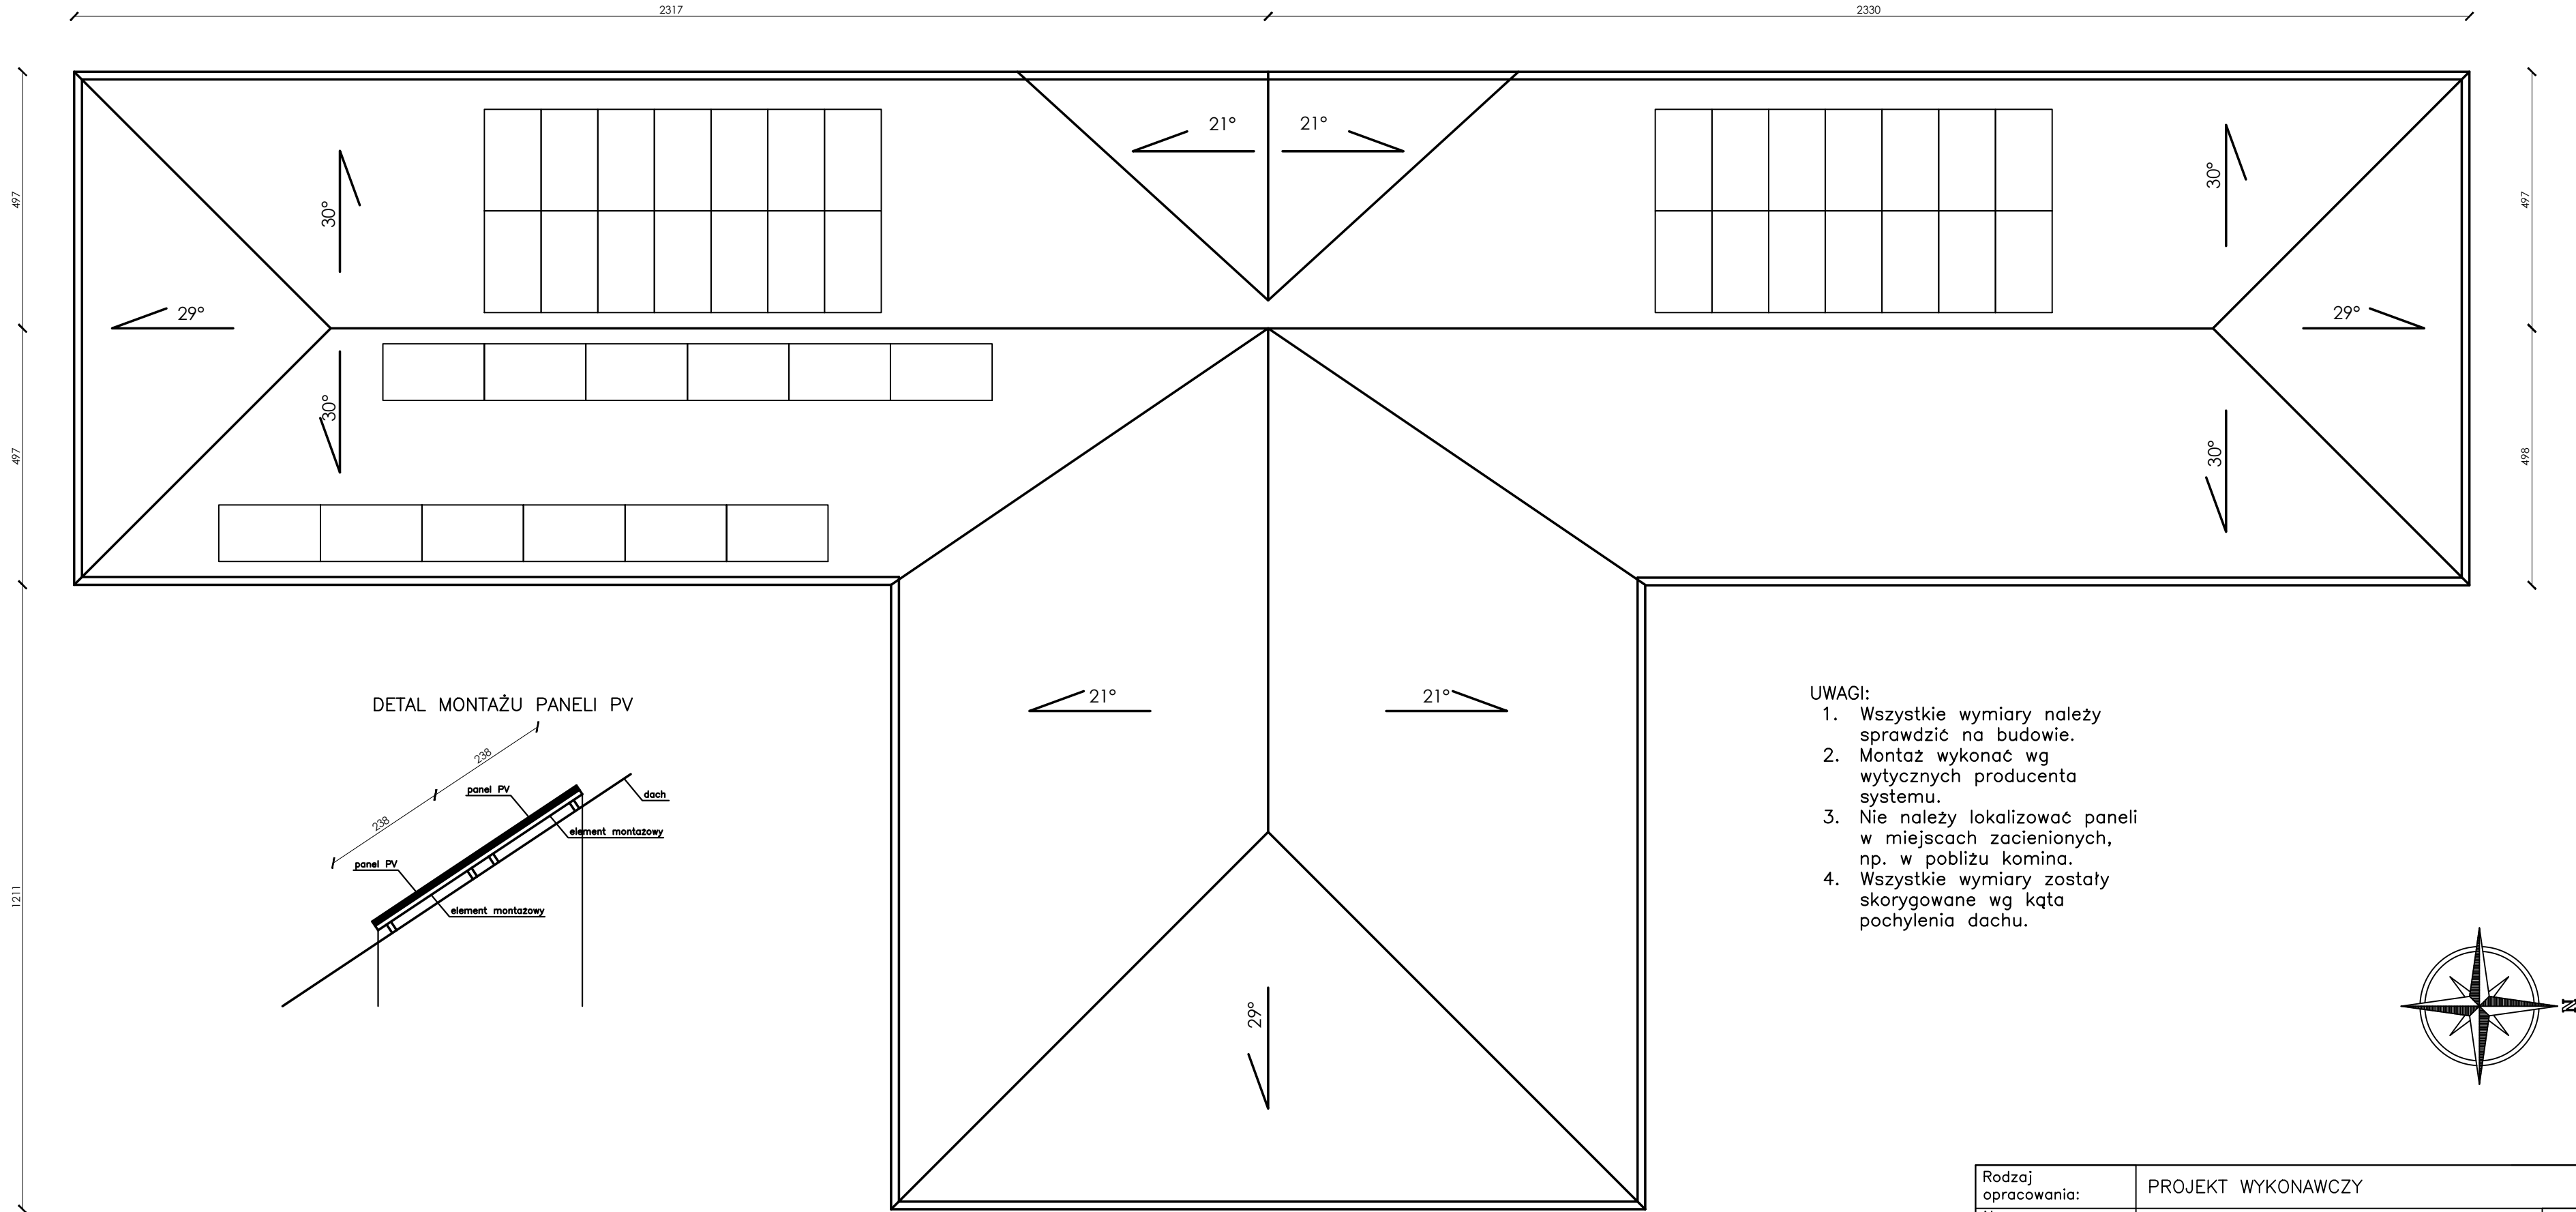 2317
2330
21°
21°
497
30°
30°
497
29°
29°
497
30°
30°
498
DETAL MONTAŻU PANELI PV
238
238
panel PV
dach
element montażowy
panel PV
element montażowy
21°
21°
29°
1211
UWAGI:
1. Wszystkie wymiary należy
sprawdzić na budowie.
2. Montaż wykonać wg
wytycznych producenta
systemu.
3. Nie należy lokalizować paneli
w miejscach zacienionych,
np. w pobliżu komina.
4. Wszystkie wymiary zostały
skorygowane wg kąta
pochylenia dachu.
N
Rodzaj
opracowania:
PROJEKT WYKONAWCZY